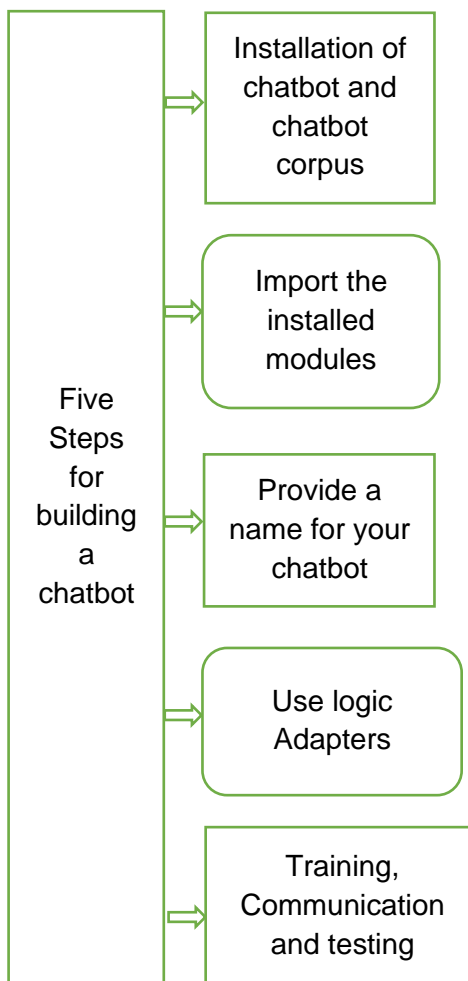 Five
Steps
for
building
a
chatbot
Installation of
chatbot and
chatbot
corpus
Import the
installed
modules
Provide a
name for your
chatbot
Use logic
Adapters
Training,
Communication
and testing